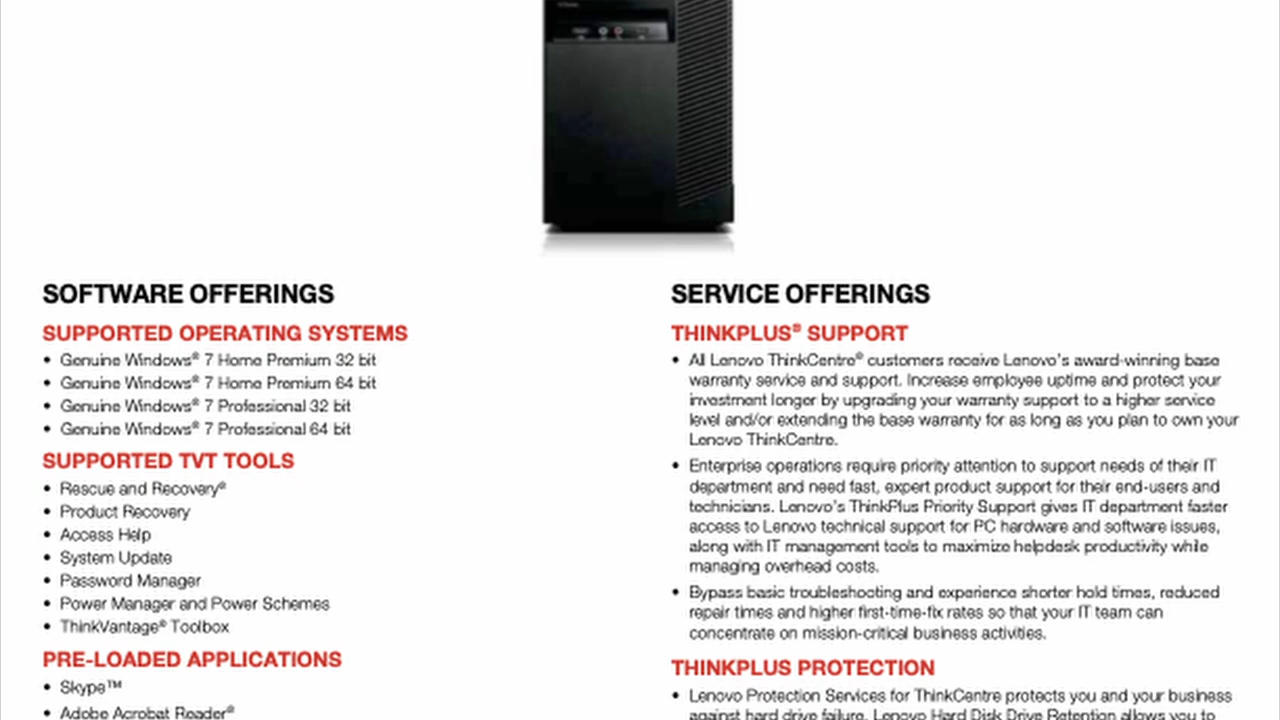 SOFTWARE OFFERINGS
SUPPORTED OPERATING SYSTEMS
• Genuine Windows® 7 Home Premium 32 bit
• Genuine Windows® 7 Home Premium 64 bit
• Genuine Windows® 7 Professional 32 bit
• Genuine Windows® 7 Professional 64 bit
SUPPORTED TVT TOOLS
• Rescue and Recovery®
• Product Recovery
• Access Help
• System Update
• Password Manager
• Power Manager and Power Schemes
• ThinkVantage® Toolbox
PRE-LOADED APPLICATIONS
• Skype™
• Adobe Acrobat Reader®
SERVICE OFFERINGS
THINKPLUS® SUPPORT
• All Lenovo ThinkCentre® customers receive Lenovo's award-winning base
warranty service and support. Increase employee uptime and protect your
investment longer by upgrading your warranty support to a higher service
level and/or extending the base warranty for as long as you plan to own your
Lenovo ThinkCentre.
• Enterprise operations require priority attention to support needs of their IT
department and need fast, expert product support for their end-users and
technicians. Lenovo's ThinkPlus Priority Support gives IT department faster
access to Lenovo technical support for PC hardware and software issues,
along with IT management tools to maximize helpdesk productivity while
managing overhead costs.
• Bypass basic troubleshooting and experience shorter hold times, reduced
repair times and higher first-time-fix rates so that your IT team can
concentrate on mission-critical business activities.
THINKPLUS PROTECTION
• Lenovo Protection Services for ThinkCentre protects you and your business
against hard drive failure. Lenovo Hard Disk Drive Retention allows you to